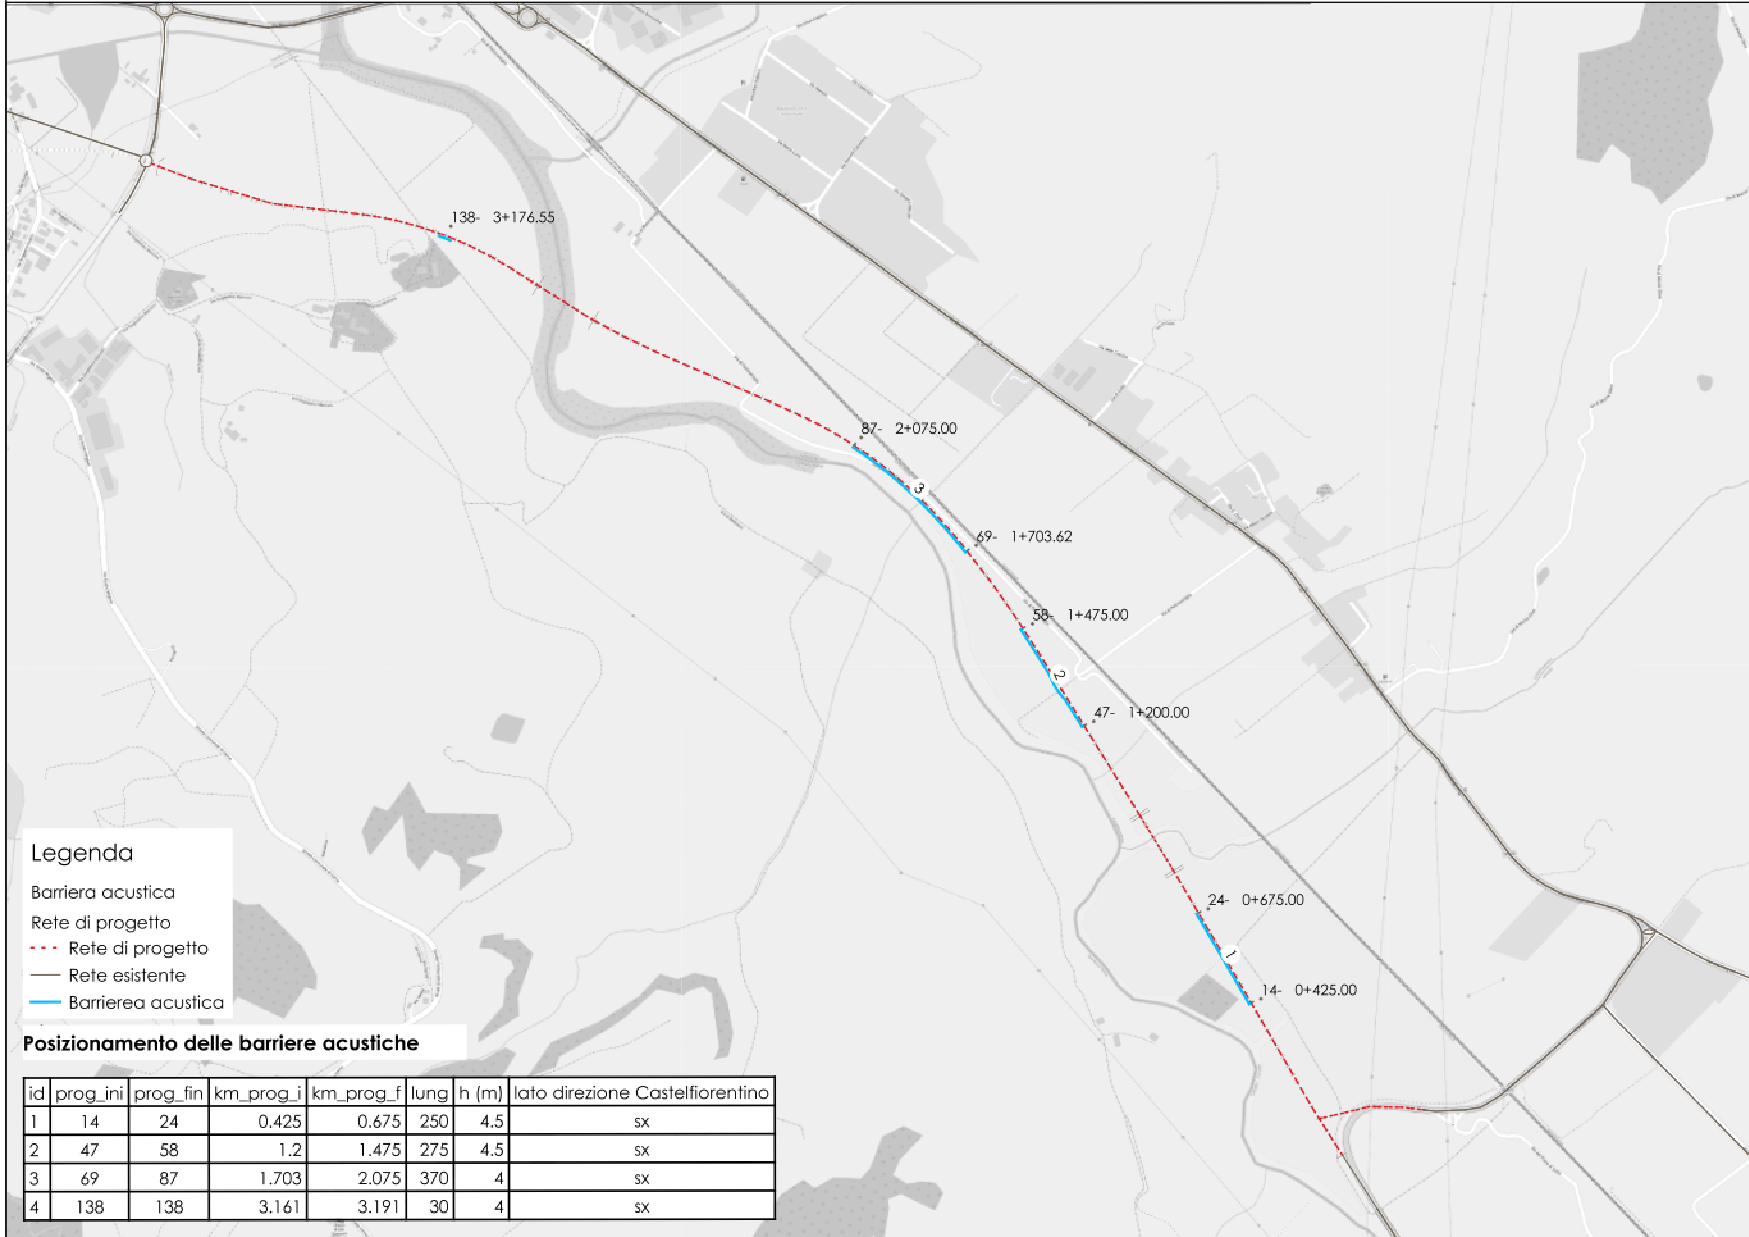 138- 3+176.55
87- 2+075.00
3
69- 1+703.62
58- 1+475.00
2
47- 1+200.00
24- 0+675.00
1
14- 0+425.00
Legenda
Barriera acustica
Rete di progetto
Rete di progetto
Rete esistente
Barrierea acustica
Posizionamento delle barriere acustiche
id prog_ini prog_fin km_prog_i km_prog_f lung h (m) lato direzione Castelfiorentino
1 14 24 0.425 0.675 250 4.5 sx
2 47 58 1.2 1.475 275 4.5 sx
3 69 87 1.703 2.075 370 4 sx
4 138 138 3.161 3.191 30 4 sx